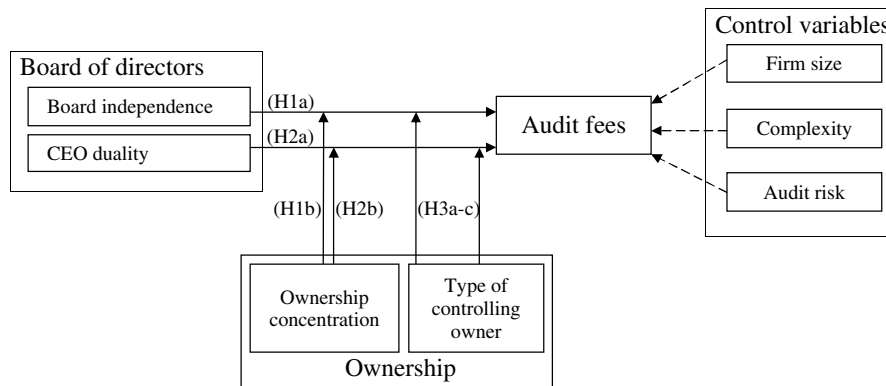 Control variables
Board of directors
Firm size
Board independence
(H1a)
Audit fees
Complexity
CEO duality
(H2a)
Audit risk
(H1b)
(H2b)
(H3a-c)
Ownership
concentration
Type of
controlling
owner
Ownership